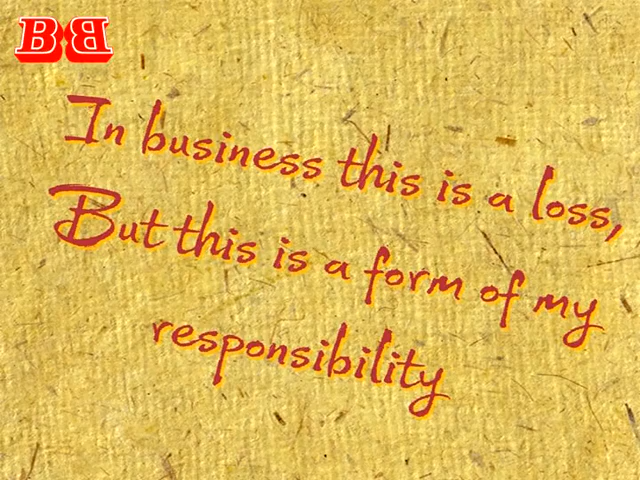 BB
In business this is a loss,
But this is a form of my
responsibility